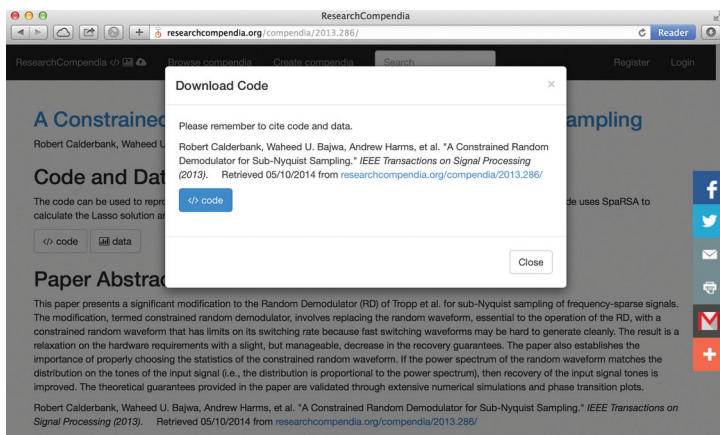 ResearchCompendia
researchcompendia.org/compendia/2013.286/
Reader
ResearchCompendia </>
Browse compendia Create compendia Search Register Login
Download Code ×
A Constrained ampling
Please remember to cite code and data.
Robert Calderbank, Waheed U.
Robert Calderbank, Waheed U. Bajwa, Andrew Harms, et al. "A Constrained Random
Demodulator for Sub-Nyquist Sampling." IEEE Transactions on Signal Processing
(2013). Retrieved 05/10/2014 from researchcompendia.org/compendia/2013.286/
Code and Dat
</> code
The code can be used to repro de uses SpaRSA to
calculate the Lasso solution a
</> code data
Close
Paper Abstrac
This paper presents a significant modification to the Random Demodulator (RD) of Tropp et al. for sub-Nyquist sampling of frequency-sparse signals.
The modification, termed constrained random demodulator, involves replacing the random waveform, essential to the operation of the RD, with a
constrained random waveform that has limits on its switching rate because fast switching waveforms may be hard to generate cleanly. The result is a
relaxation on the hardware requirements with a slight, but manageable, decrease in the recovery guarantees. The paper also establishes the
importance of properly choosing the statistics of the constrained random waveform. If the power spectrum of the random waveform matches the
distribution on the tones of the input signal (i.e., the distribution is proportional to the power spectrum), then recovery of the input signal tones is
improved. The theoretical guarantees provided in the paper are validated through extensive numerical simulations and phase transition plots.
Robert Calderbank, Waheed U. Bajwa, Andrew Harms, et al. "A Constrained Random Demodulator for Sub-Nyquist Sampling." IEEE Transactions on
Signal Processing (2013). Retrieved 05/10/2014 from researchcompendia.org/compendia/2013.286/